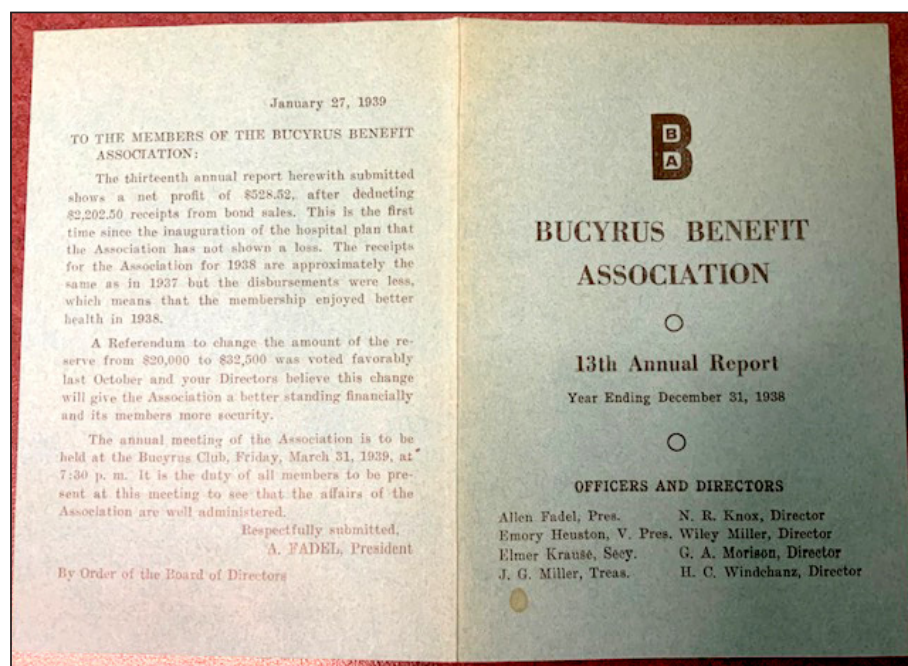 January 27, 1939
TO THE MEMBERS OF THE BUCYRUS BENEFIT
ASSOCIATION:
The thirteenth annual report herewith submitted
shows a net profit of $528.52, after deducting
$2,202.50 receipts from bond sales. This is the first
time since the inauguration of the hospital plan that
the Association has not shown a loss. The receipts
for the Association for 1938 are approximately the
same as in 1937 but the disbursements were less,
which means that the membership enjoyed better
health in 1938.
A Referendum to change the amount of the re-
serve from $20,000 to $32,500 was voted favorably
last October and your Directors believe this change
will give the Association a better standing financially
and its members more security.
The annual meeting of the Association is to be
held at the Bucyrus Club, Friday, March 31, 1939, at
7:30 p. m. It is the duty of all members to be pre-
sent at this meeting to see that the affairs of the
Association are well administered.
Respectfully submitted,
A. FADEL, President
By Order of the Board of Directors
B
B
A
BUCYRUS BENEFIT
ASSOCIATION
13th Annual Report
Year Ending December 31, 1938
OFFICERS AND DIRECTORS
Allen Fadel, Pres. N. R. Knox, Director
Emory Heuston, V. Pres. Wiley Miller, Director
Elmer Krause, Secy. G. A. Morison, Director
J. G. Miller, Treas. H. C. Windchanz, Director